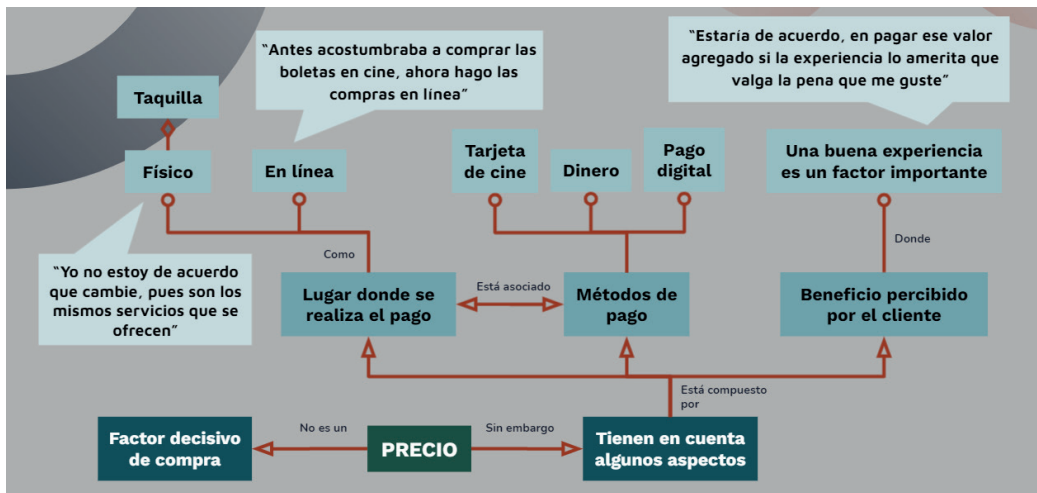 “Antes acostumbraba a comprar las
boletas en cine, ahora hago las
compras en línea”
“Estaría de acuerdo, en pagar ese valor
agregado si la experiencia lo amerita que
valga la pena que me guste”
Taquilla
Físico
En línea
Tarjeta
de cine
Dinero
Pago
digital
Una buena experiencia
es un factor importante
“Yo no estoy de acuerdo
que cambie, pues son los
mismos servicios que se
ofrecen”
Como
Donde
Lugar donde se
realiza el pago
Está asociado
Métodos de
pago
Beneficio percibido
por el cliente
Está compuesto
por
Factor decisivo
de compra
No es un
PRECIO
Sin embargo
Tienen en cuenta
algunos aspectos